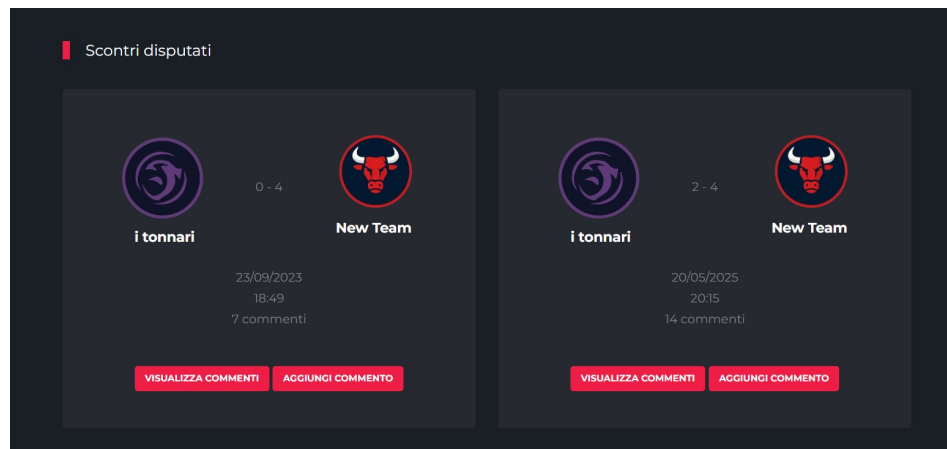 Scontri disputati
0 - 4
i tonnari
New Team
23/09/2023
18:49
7 commenti
VISUALIZZA COMMENTI
AGGIUNGI COMMENTO
2 - 4
i tonnari
New Team
20/05/2025
20:15
14 commenti
VISUALIZZA COMMENTI
AGGIUNGI COMMENTO